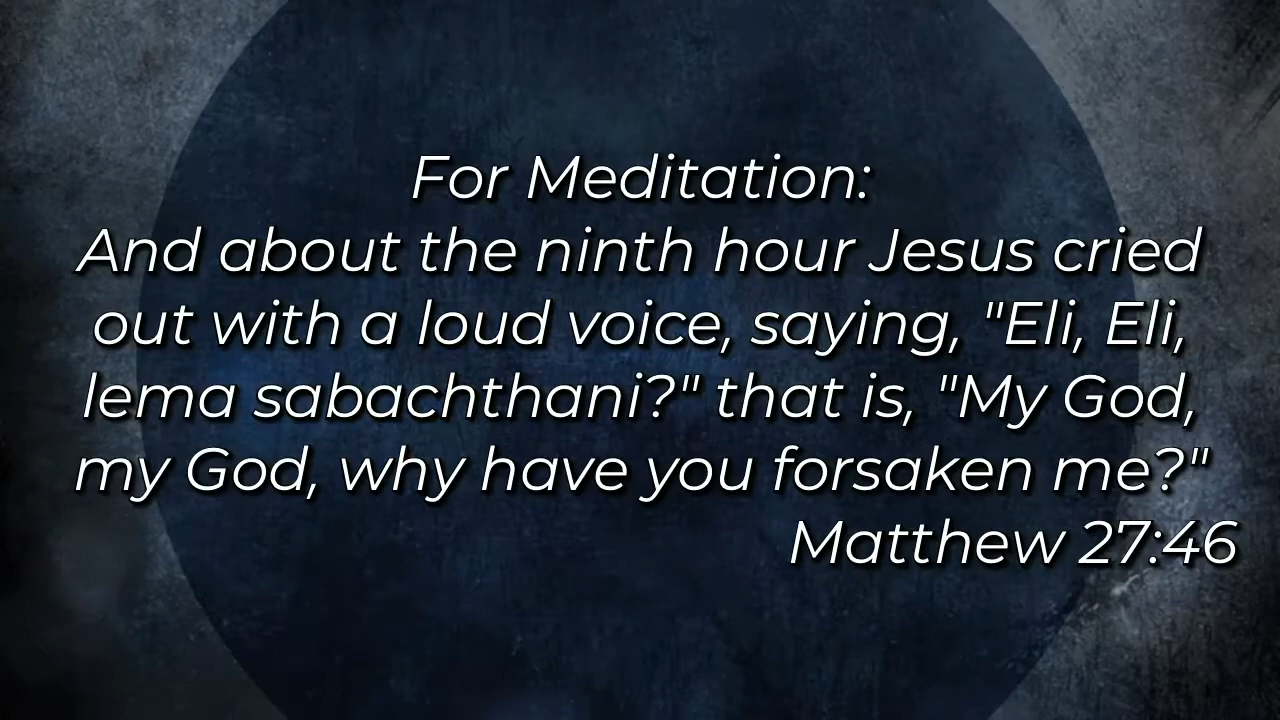 For Meditation:
And about the ninth hour Jesus cried
out with a loud voice, saying, "Eli, Eli,
lema sabachthani?" that is, "My God,
my God, why have you forsaken me?"
Matthew 27:46